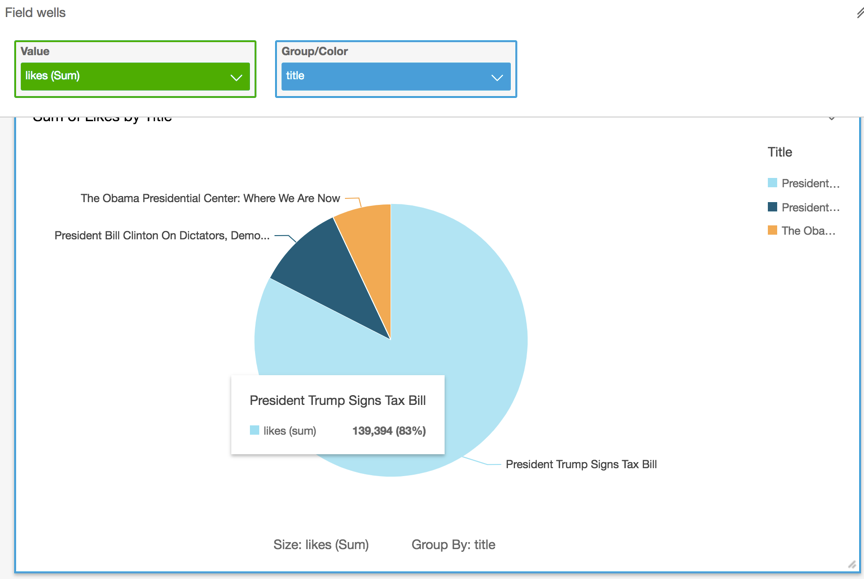 Field wells
Value
likes (Sum)
Group/Color
title
Sum of Likes by Title
Title
President...
President...
The Oba...
The Obama Presidential Center: Where We Are Now
President Bill Clinton On Dictators, Demo...
President Trump Signs Tax Bill
likes (sum) 139,394 (83%)
President Trump Signs Tax Bill
Size: likes (Sum) Group By: title